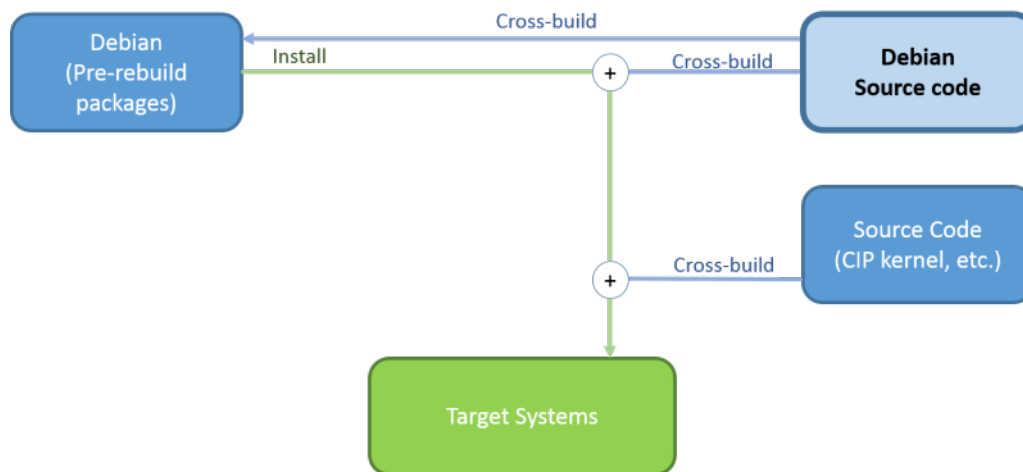 Cross-build
Debian
(Pre-rebuild
packages)
Install
+
Cross-build
Debian
Source code
Source Code
(CIP kernel, etc.)
Cross-build
+
Target Systems